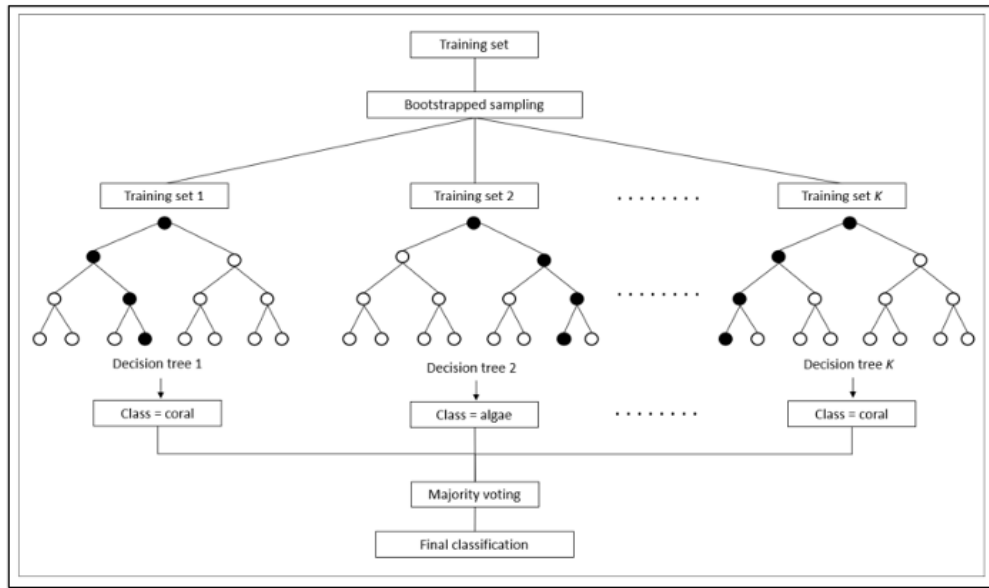 Training set
Bootstrapped sampling
Training set 1
Training set 2
Training set K
Decision tree 1
Decision tree 2
Decision tree K
Class = coral
Class = algae
Class = coral
Majority voting
Final classification